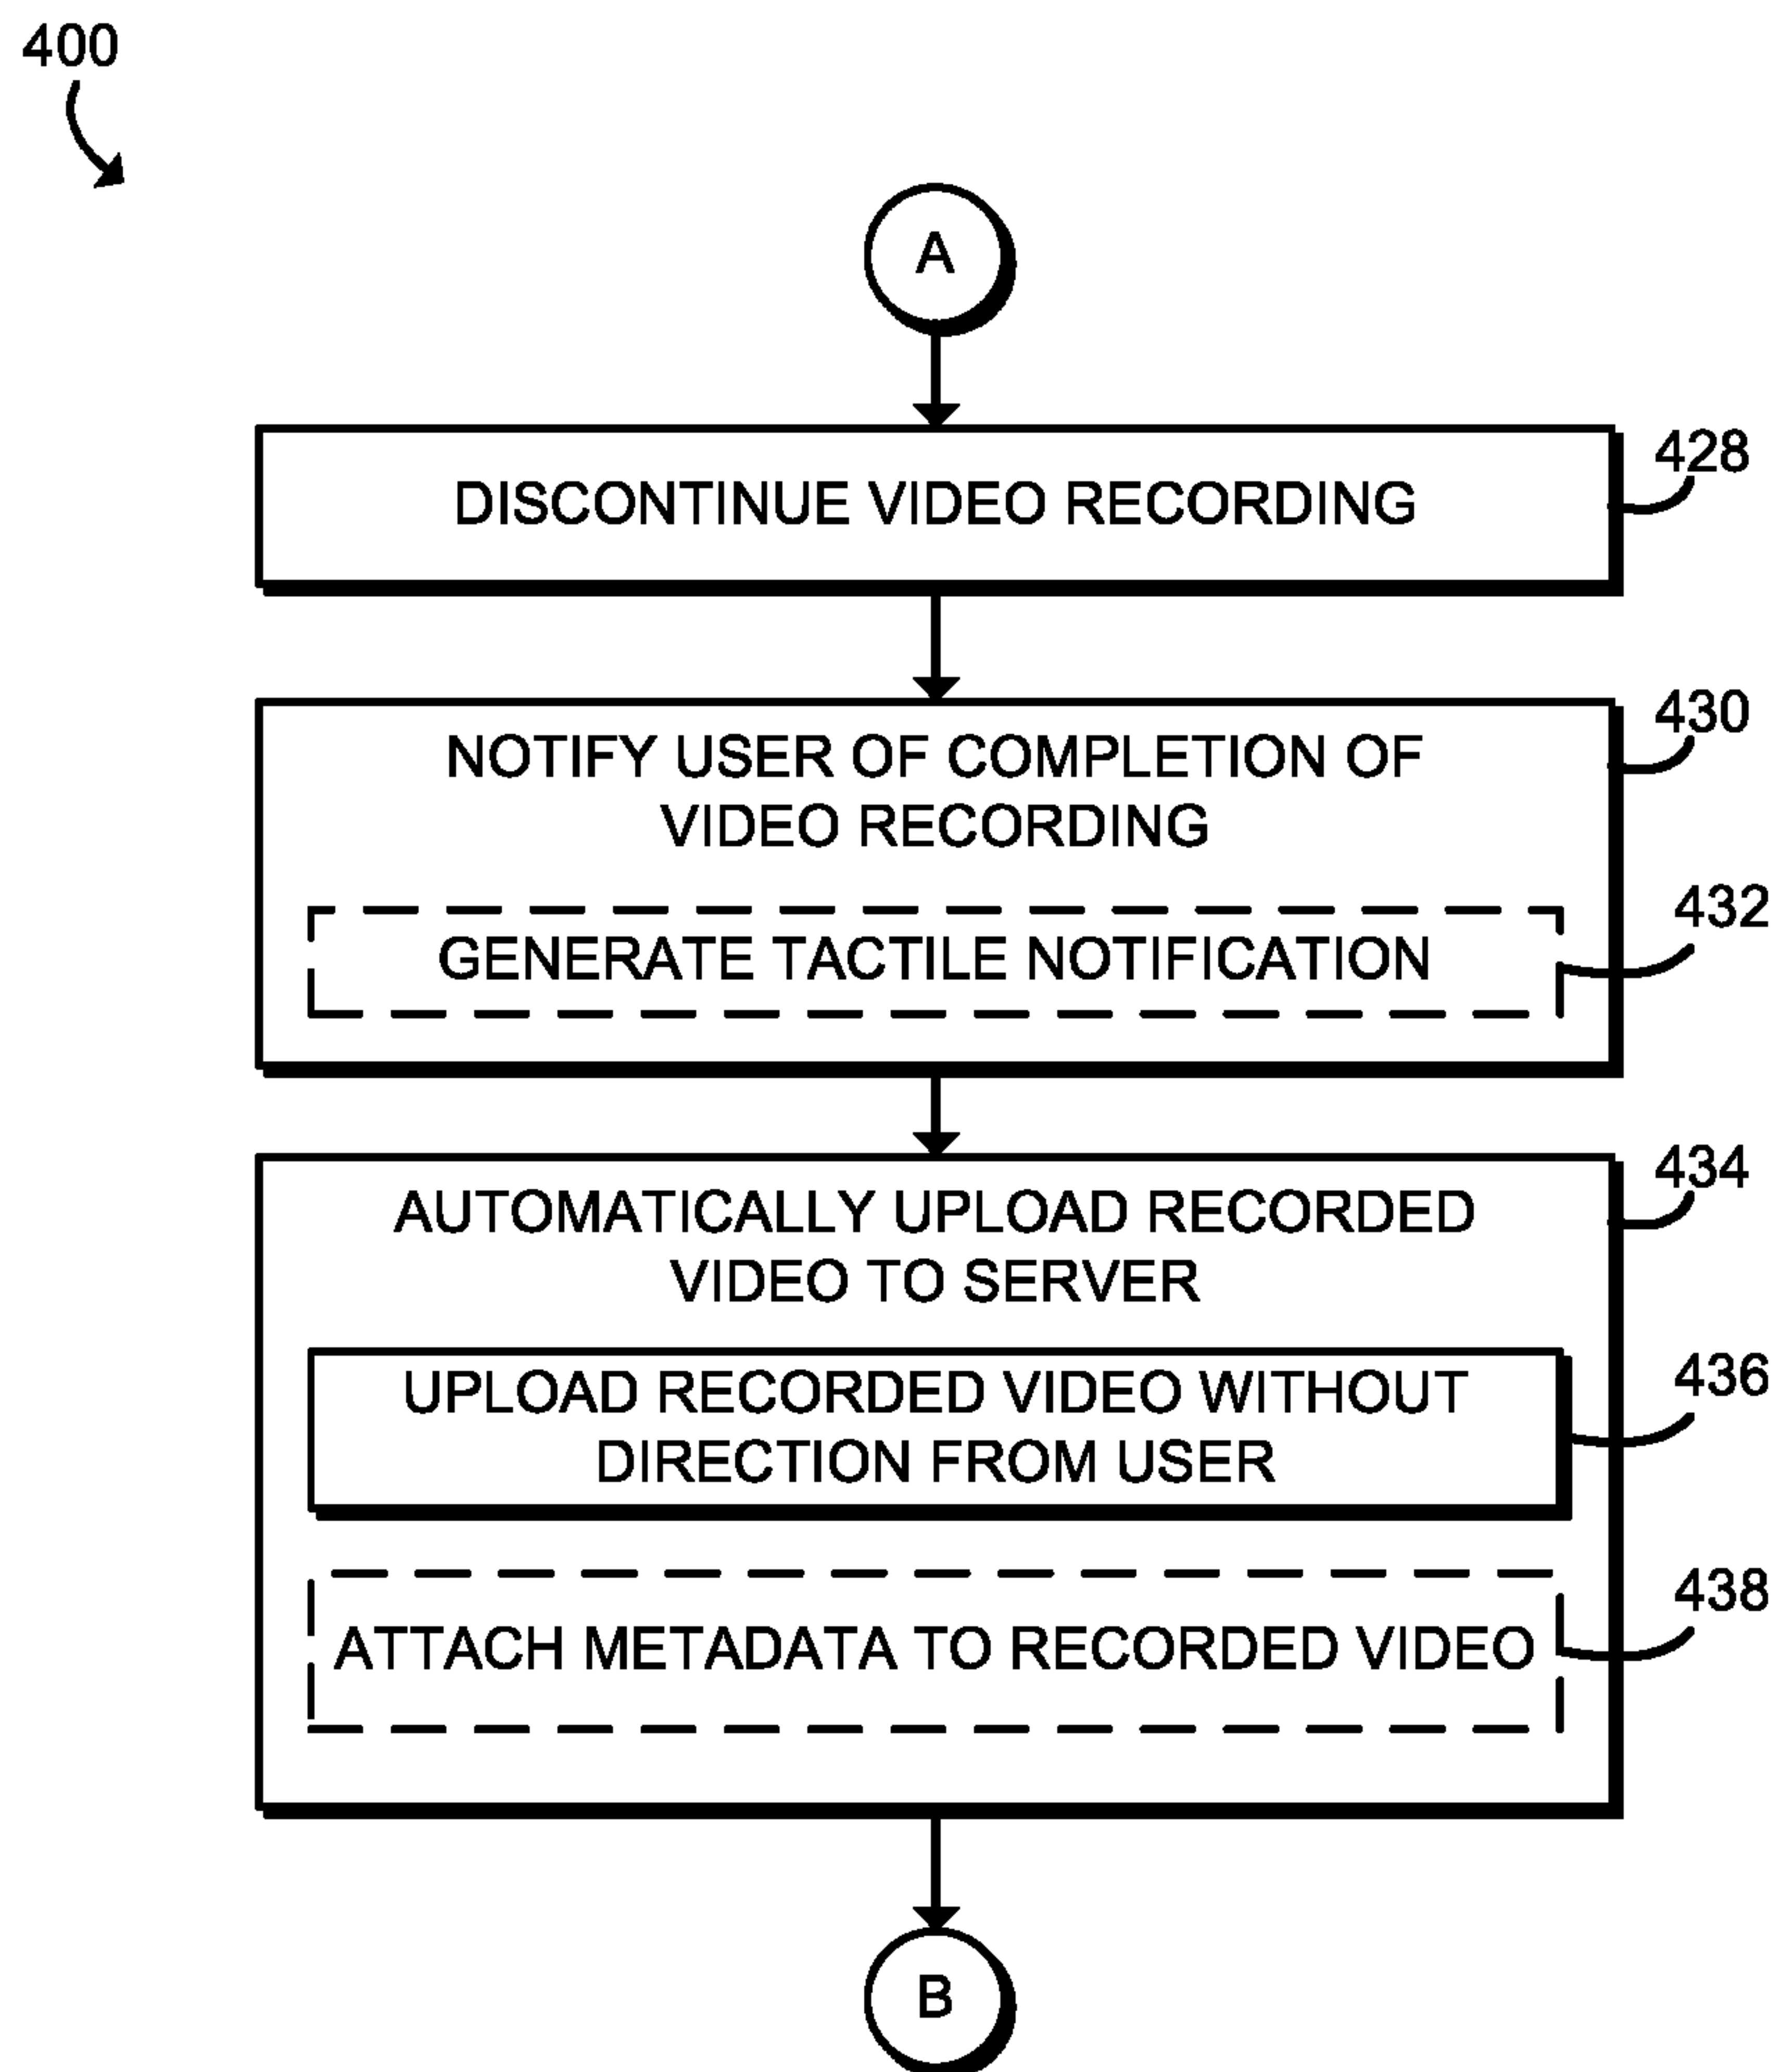 400
A
DISCONTINUE VIDEO RECORDING
428
NOTIFY USER OF COMPLETION OF
VIDEO RECORDING
430
GENERATE TACTILE NOTIFICATION
432
AUTOMATICALLY UPLOAD RECORDED
VIDEO TO SERVER
434
UPLOAD RECORDED VIDEO WITHOUT
DIRECTION FROM USER
436
ATTACH METADATA TO RECORDED VIDEO
438
B